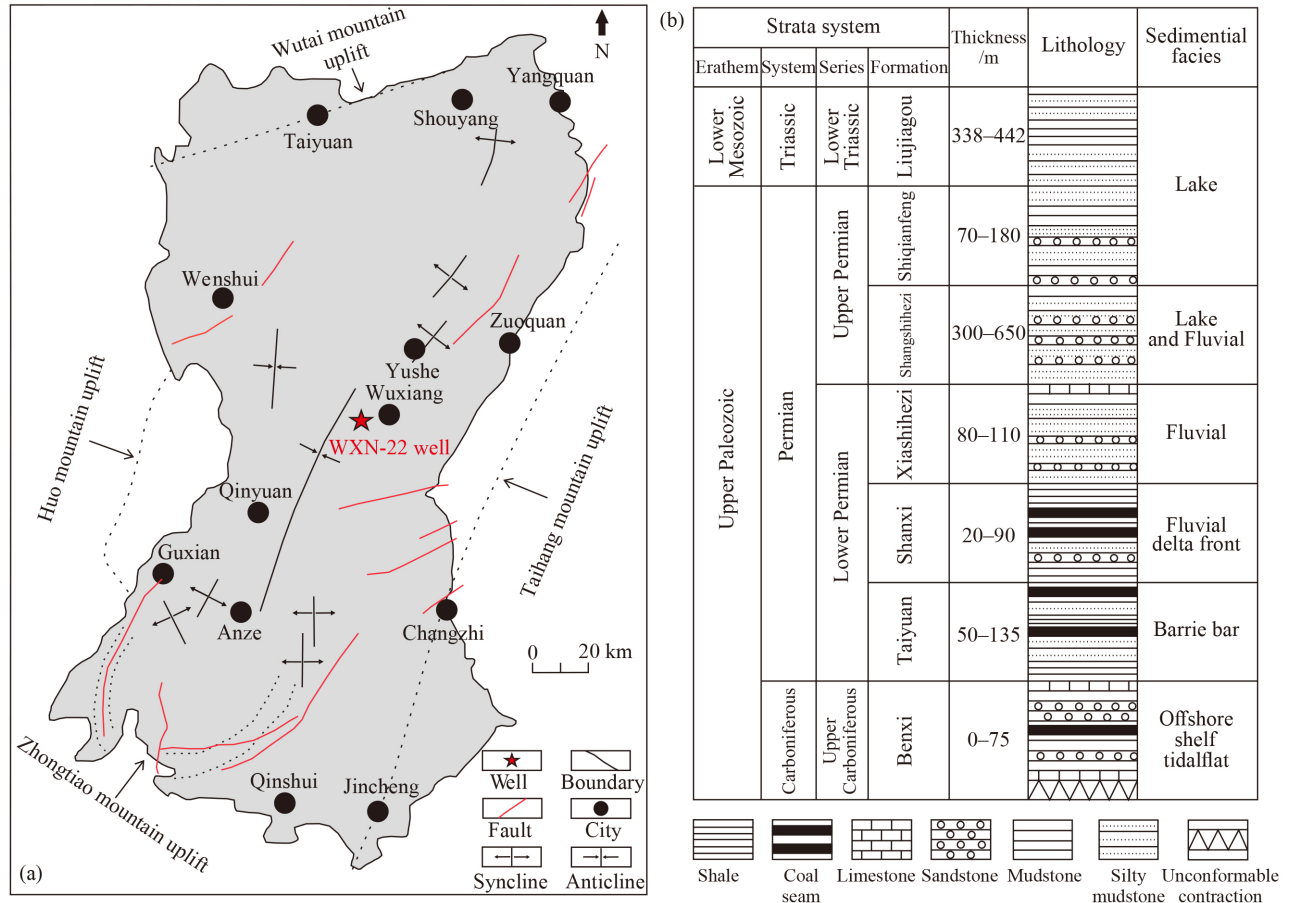 (a)
N
Wutai mountain
uplift
Yangquan
Shouyang
Taiyuan
Wenshui
Zuoquan
Yushe
Wuxiang
WXN-22 well
Huo mountain uplift
Taihang mountain uplift
Qinyuan
Guxian
Anze
Changzhi
0 20 km
Zhongtiao mountain uplift
Qinshui
Jincheng
Well
Boundary
Fault
City
Syncline
Anticline
(b)
Strata system
Thickness
/m
Lithology
Sedimential
facies
Erathem
System
Series
Formation
Lower
Mesozoic
Triassic
Lower
Triassic
Liujiagou
338–442
Lake
Upper Paleozoic
Permian
Upper Permian
Shiqianfeng
70–180
Shangshihezi
300–650
Lake
and Fluvial
Lower Permian
Xiashihezi
80–110
Fluvial
Shanxi
20–90
Fluvial
delta front
Taiyuan
50–135
Barrie bar
Carboniferous
Upper
Carboniferous
Benxi
0–75
Offshore
shelf
tidalflat
Shale
Coal
seam
Limestone
Sandstone
Mudstone
Silty
mudstone
Unconformable
contraction